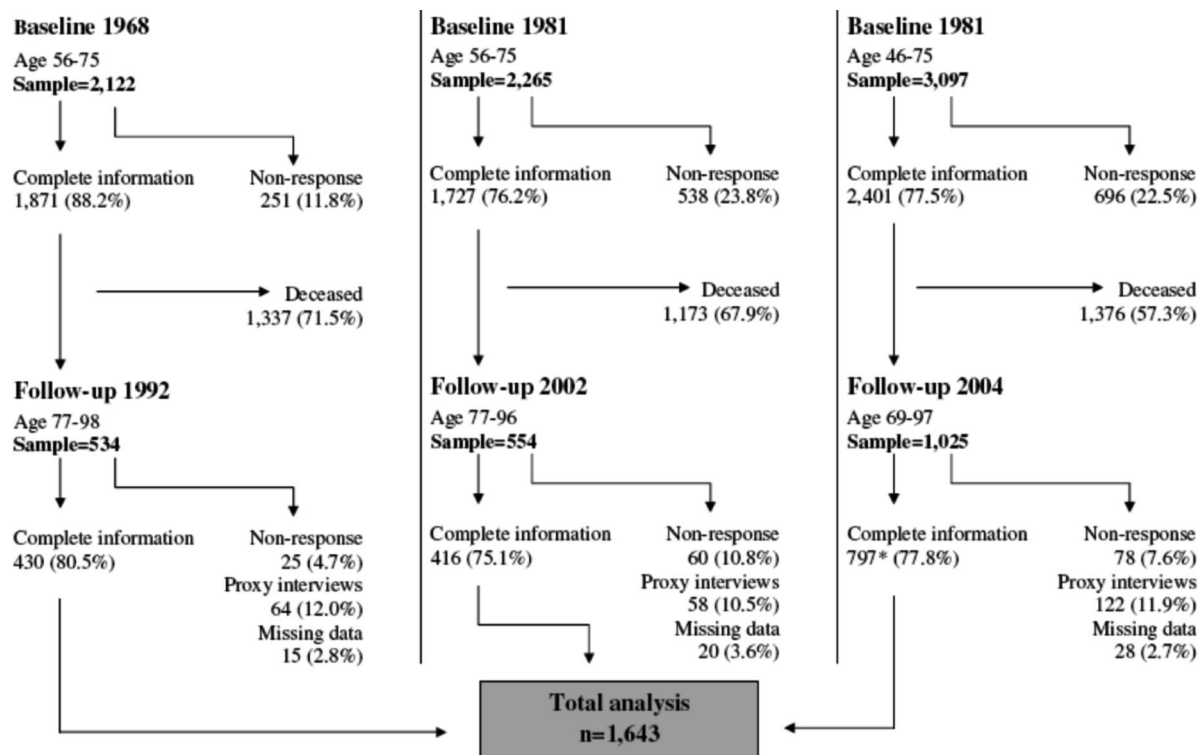 Baseline 1968
Age 56-75
Sample=2,122
Complete information
1,871 (88.2%)
Non-response
251 (11.8%)
Deceased
1,337 (71.5%)
Follow-up 1992
Age 77-98
Sample=534
Complete information
430 (80.5%)
Non-response
25 (4.7%)
Proxy interviews
64 (12.0%)
Missing data
15 (2.8%)
Baseline 1981
Age 56-75
Sample=2,265
Complete information
1,727 (76.2%)
Non-response
538 (23.8%)
Deceased
1,173 (67.9%)
Follow-up 2002
Age 77-96
Sample=554
Complete information
416 (75.1%)
Non-response
60 (10.8%)
Proxy interviews
58 (10.5%)
Missing data
20 (3.6%)
Baseline 1981
Age 46-75
Sample=3,097
Complete information
2,401 (77.5%)
Non-response
696 (22.5%)
Deceased
1,376 (57.3%)
Follow-up 2004
Age 69-97
Sample=1,025
Complete information
797* (77.8%)
Non-response
78 (7.6%)
Proxy interviews
122 (11.9%)
Missing data
28 (2.7%)
Total analysis
n=1,643